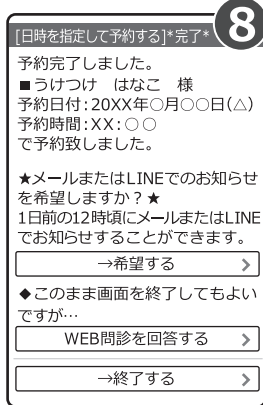 8
[日時を指定して予約する]*完了*
予約完了しました。
■うけつけ　はなこ　様
予約日付:20XX年○月○○日(△)
予約時間:XX:○○
で予約致しました。
★メールまたはLINEでのお知らせ
を希望しますか？★
1日前の12時頃にメールまたはLINE
でお知らせすることができます。
→希望する >
◆このまま画面を終了してもよい
ですが…
WEB問診を回答する >
→終了する >